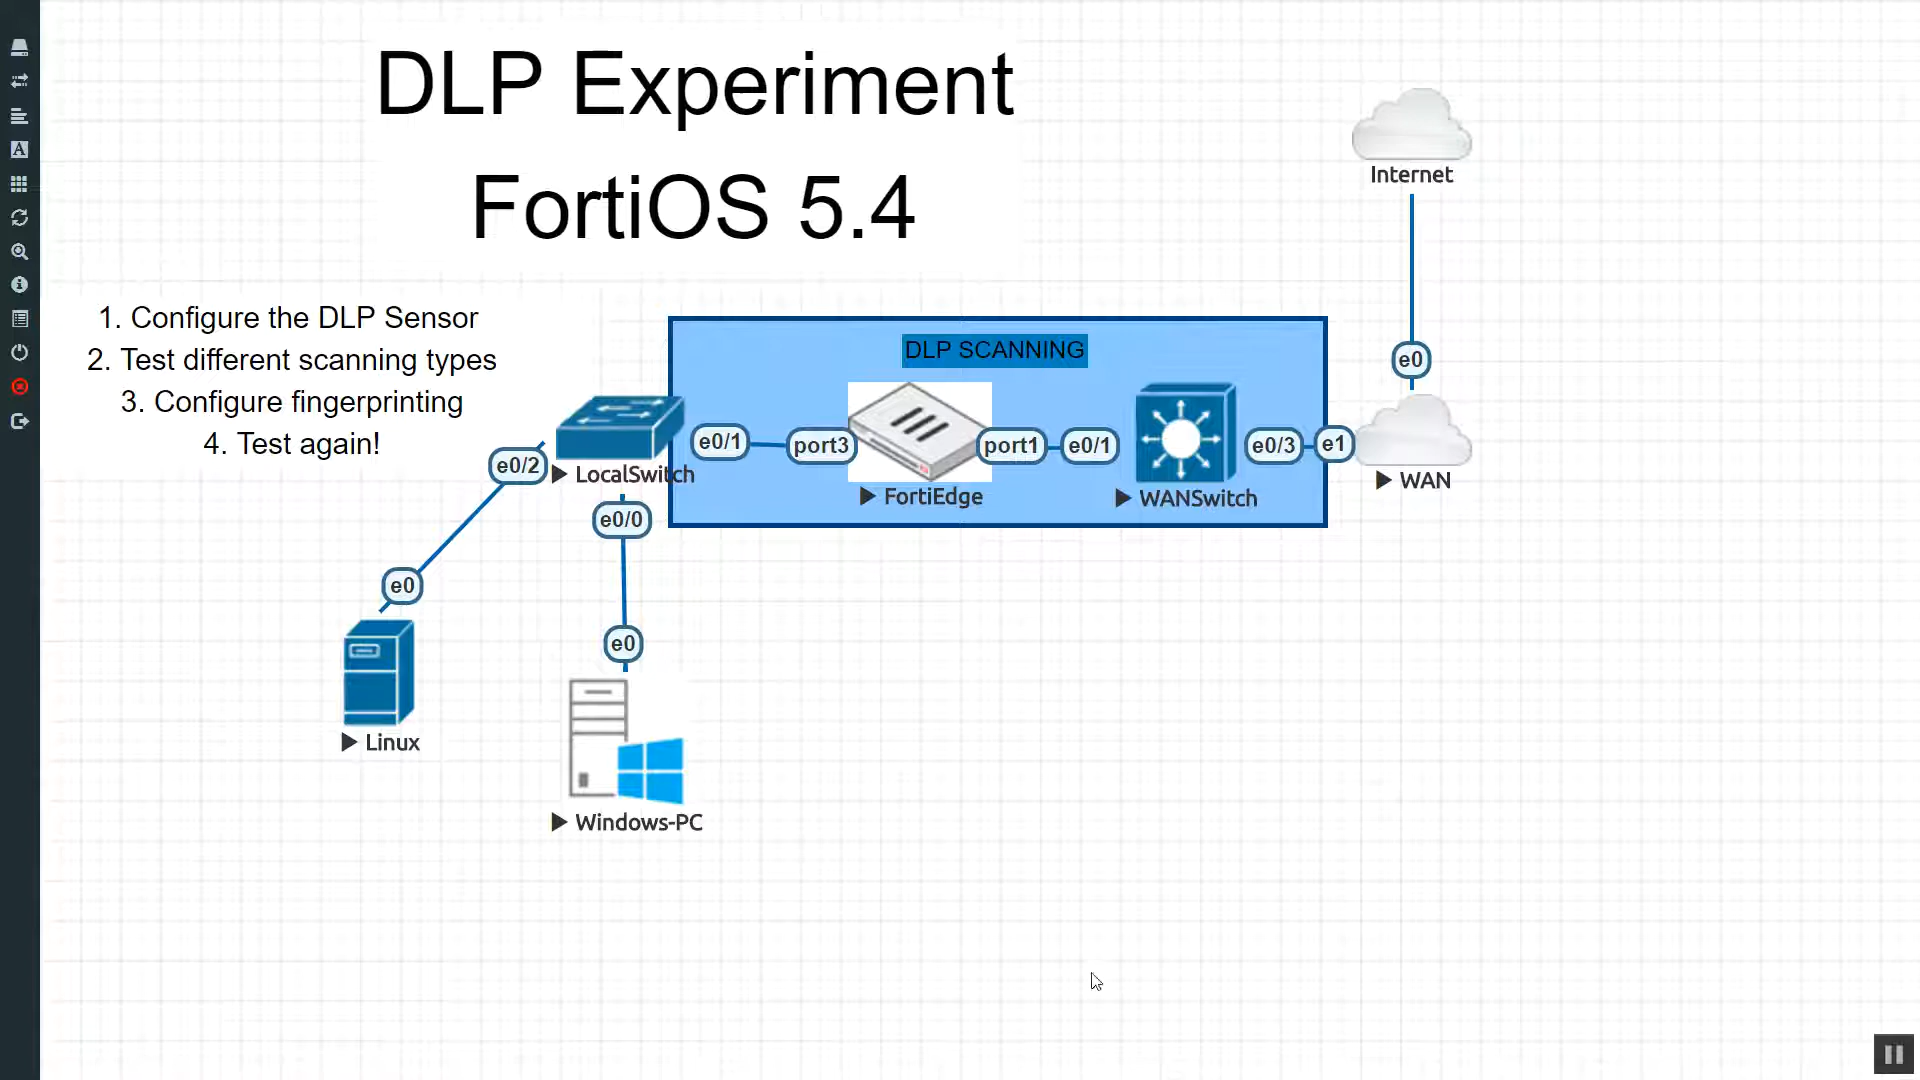 DLP Experiment
FortiOS 5.4
Internet
1. Configure the DLP Sensor
2. Test different scanning types
3. Configure fingerprinting
4. Test again!
DLP SCANNING
e0
e0/1
port3
port1
e0/1
e0/3
e1
e0/2
LocalSwitch
FortiEdge
WANSwitch
WAN
e0/0
e0
e0
Linux
Windows-PC